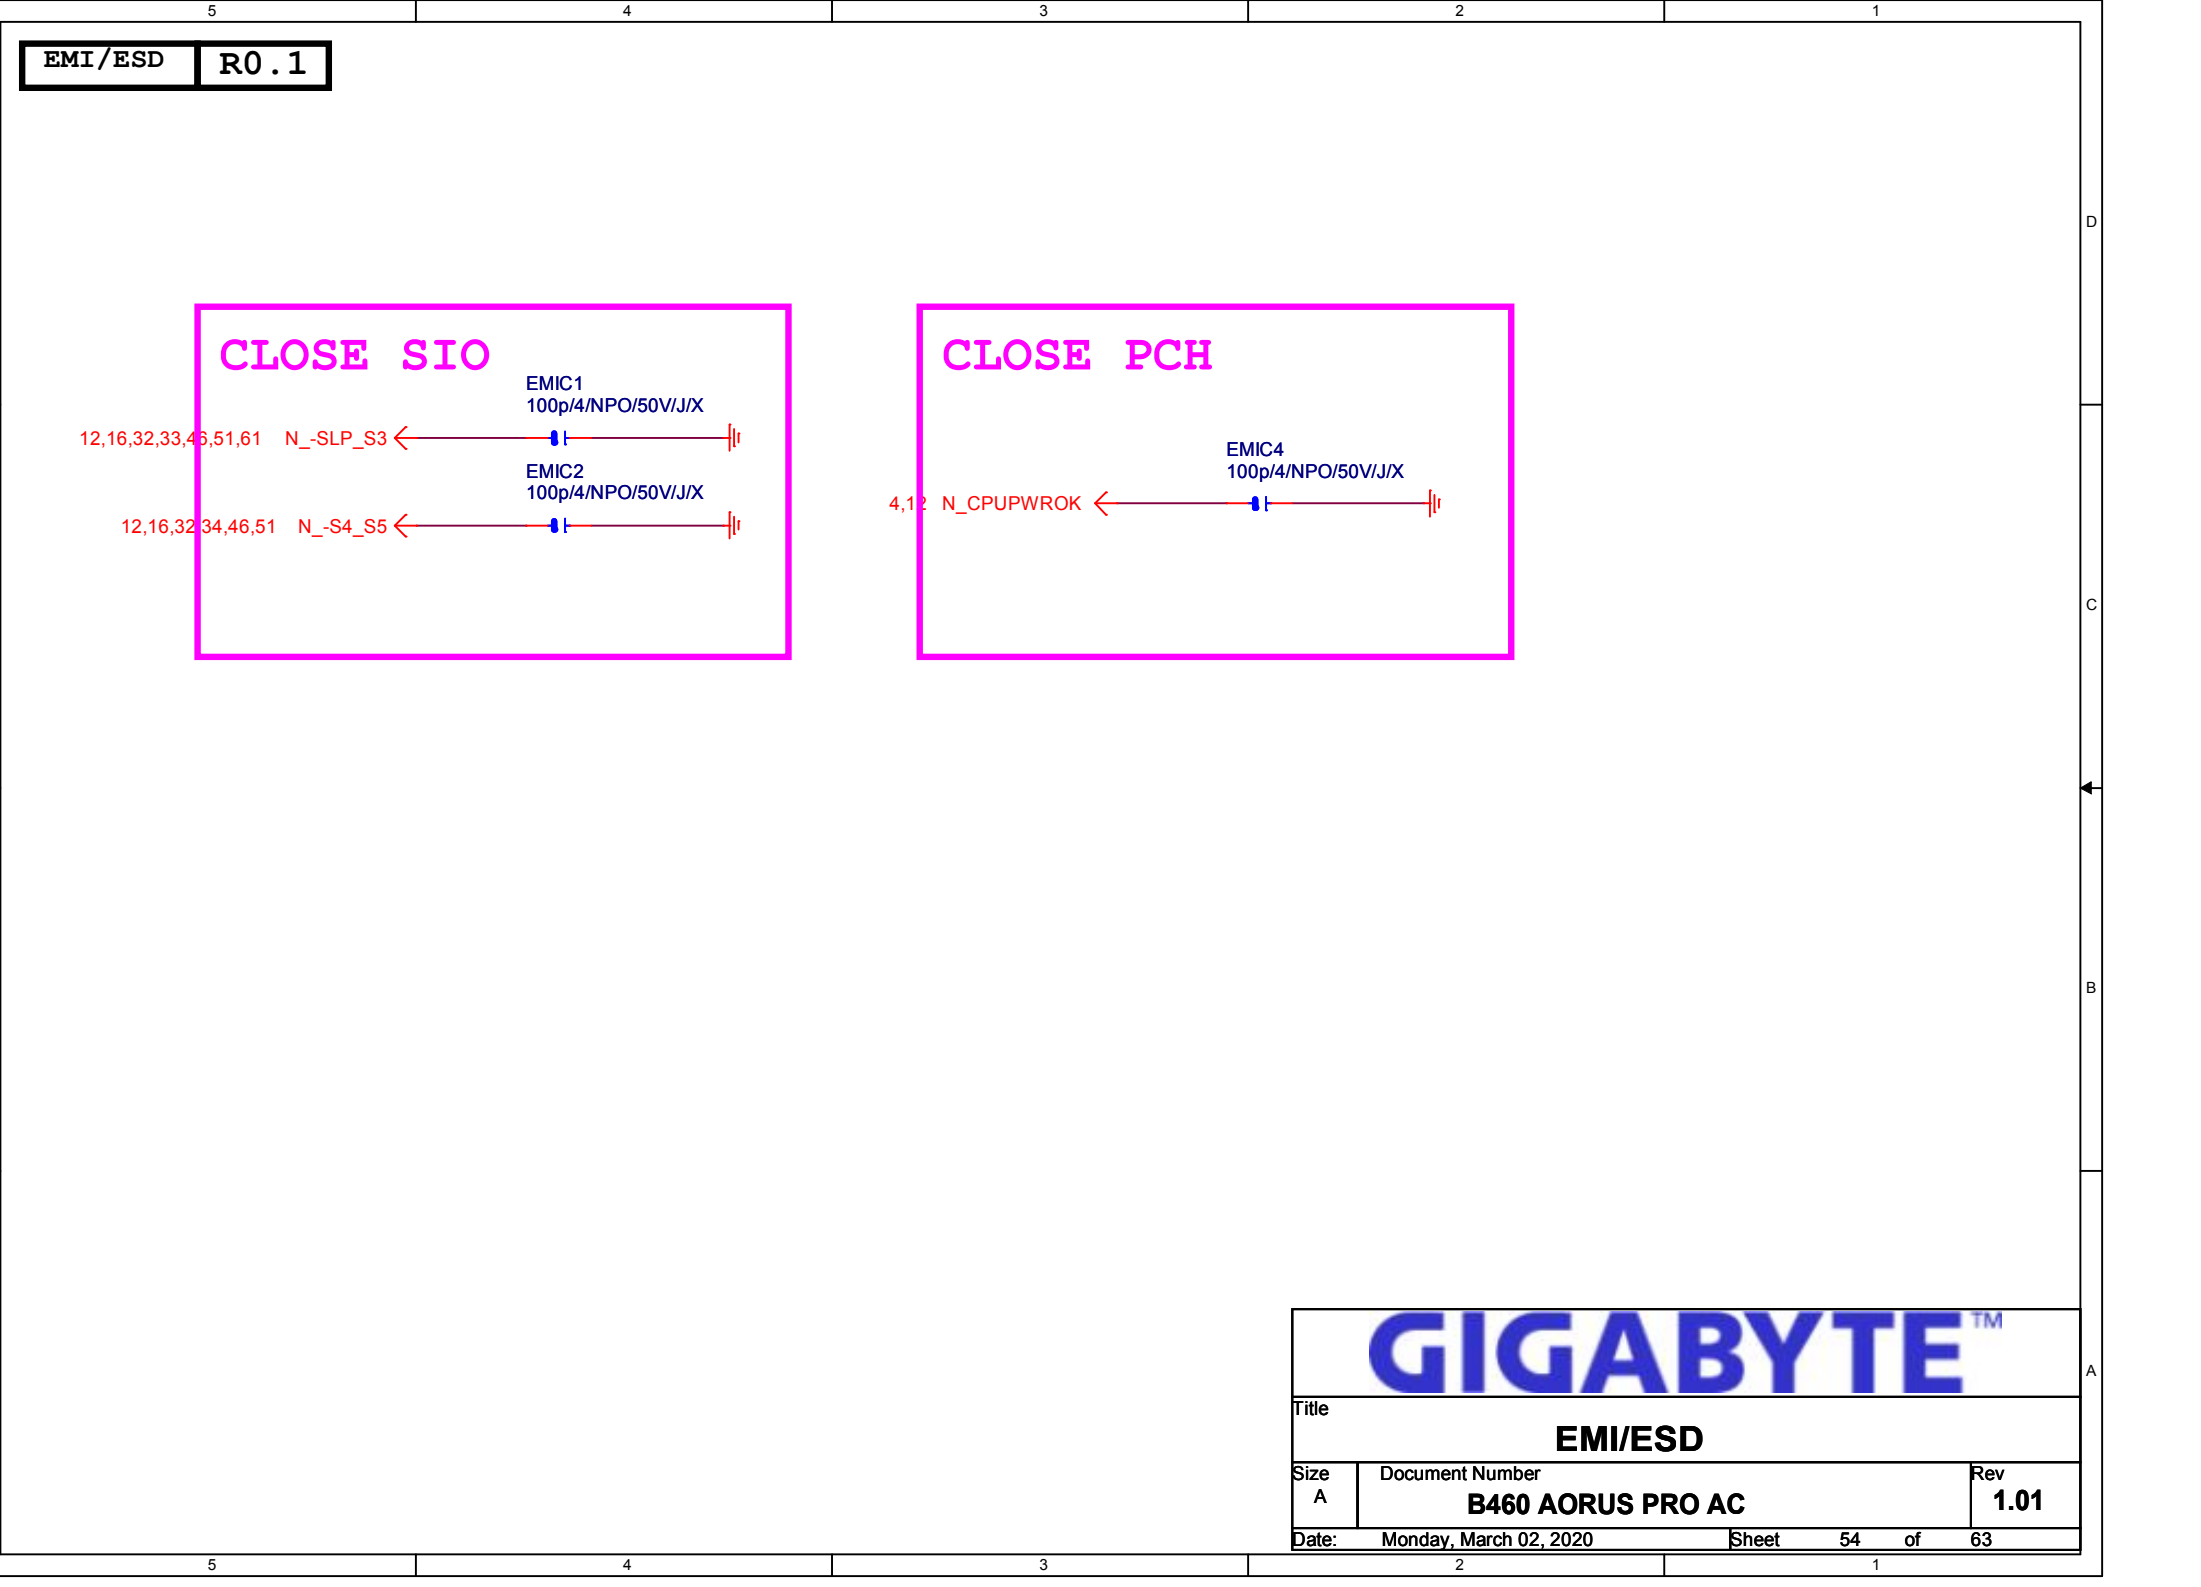 5 4 3 2 1
EMI/ESD R0.1
D
CLOSE SIO
EMIC1
100p/4/NPO/50V/J/X
12,16,32,33,46,51,61 N_-SLP_S3
EMIC2
100p/4/NPO/50V/J/X
12,16,32,34,46,51 N_-S4_S5
CLOSE PCH
EMIC4
100p/4/NPO/50V/J/X
4,12 N_CPUPWROK
C
B
A
GIGABYTE™
Title
EMI/ESD
Size Document Number Rev
A B460 AORUS PRO AC 1.01
Date: Monday, March 02, 2020 Sheet 54 of 63
5 4 3 2 1